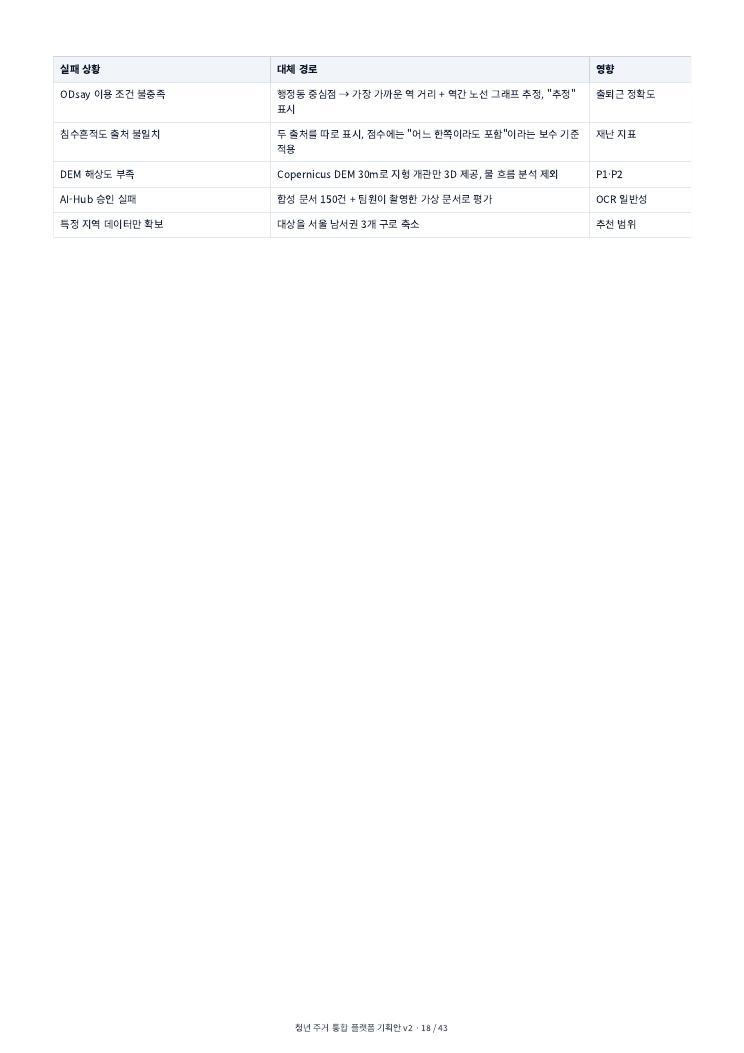 실패 상황 대체 경로 영향
ODsay 이용 조건 불충족 행정동 중심점 → 가장 가까운 역 거리 + 역간 노선 그래프 추정, "추정" 출퇴근 정확도
표시
침수흔적도 출처 불일치 두 출처를 따로 표시, 점수에는 "어느 한쪽이라도 포함"이라는 보수 기준 재난 지표
적용
DEM 해상도 부족 Copernicus DEM 30m로 지형 개관만 3D 제공, 물 흐름 분석 제외 P1·P2
AI-Hub 승인 실패 합성 문서 150건 + 팀원이 촬영한 가상 문서로 평가 OCR 일반성
특정 지역 데이터만 확보 대상을 서울 남서권 3개 구로 축소 추천 범위
청년 주거 통합 플랫폼 기획안 v2 · 18 / 43